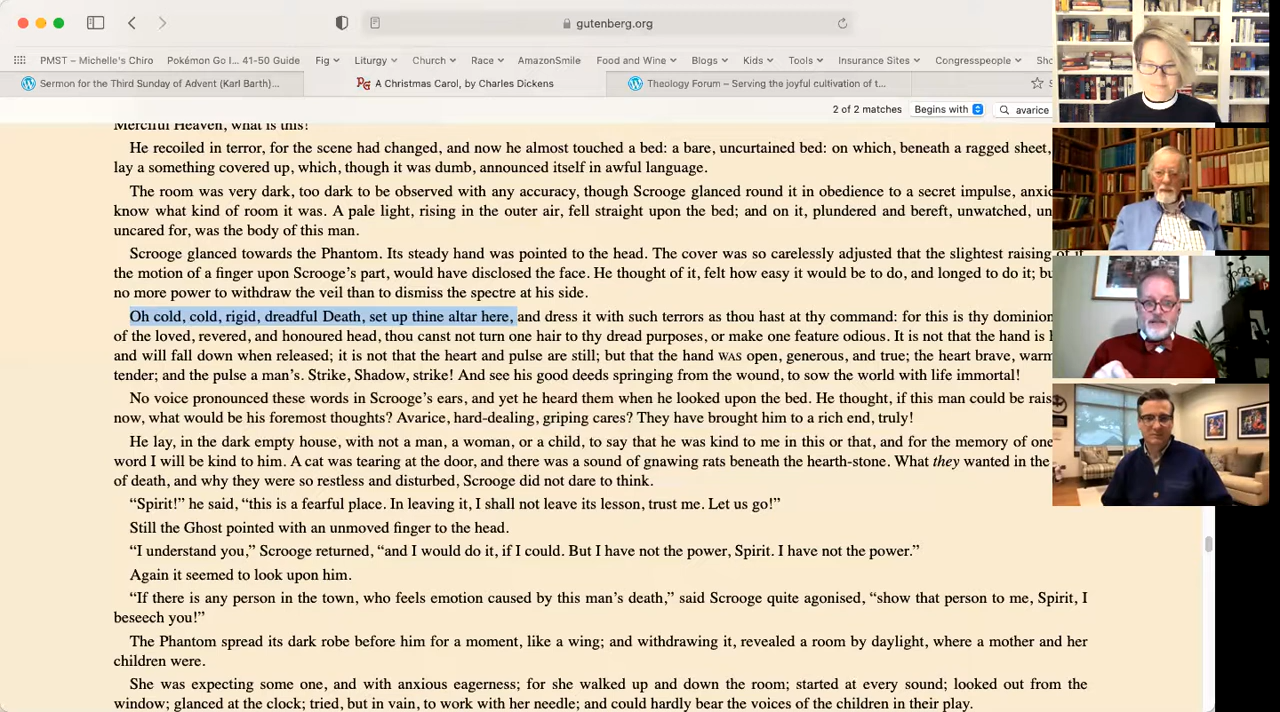 gutenberg.org
PMST – Michelle's Chiro Pokémon Go l... 41-50 Guide Fig Liturgy Church Race AmazonSmile Food and Wine Blogs Kids Tools Insurance Sites Congresspeople
Sermon for the Third Sunday of Advent (Karl Barth)... A Christmas Carol, by Charles Dickens Theology Forum – Serving the joyful cultivation of t...
2 of 2 matches Begins with avarice
Merciful Heaven, what is this!
He recoiled in terror, for the scene had changed, and now he almost touched a bed: a bare, uncurtained bed: on which, beneath a ragged sheet,
lay a something covered up, which, though it was dumb, announced itself in awful language.
The room was very dark, too dark to be observed with any accuracy, though Scrooge glanced round it in obedience to a secret impulse,
know what kind of room it was. A pale light, rising in the outer air, fell straight upon the bed; and on it, plundered and bereft, unwatched,
uncared for, was the body of this man.
Scrooge glanced towards the Phantom. Its steady hand was pointed to the head. The cover was so carelessly adjusted that the slightest raising of it,
the motion of a finger upon Scrooge's part, would have disclosed the face. He thought of it, felt how easy it would be to do, and longed to do it;
no more power to withdraw the veil than to dismiss the spectre at his side.
Oh cold, cold, rigid, dreadful Death, set up thine altar here, and dress it with such terrors as thou hast at thy command: for this is thy dominion
of the loved, revered, and honoured head, thou canst not turn one hair to thy dread purposes, or make one feature odious. It is not that the hand is
and will fall down when released; it is not that the heart and pulse are still; but that the hand WAS open, generous, and true; the heart brave,
tender; and the pulse a man's. Strike, Shadow, strike! And see his good deeds springing from the wound, to sow the world with life immortal!
No voice pronounced these words in Scrooge's ears, and yet he heard them when he looked upon the bed. He thought, if this man could be
now, what would be his foremost thoughts? Avarice, hard-dealing, griping cares? They have brought him to a rich end, truly!
He lay, in the dark empty house, with not a man, a woman, or a child, to say that he was kind to me in this or that, and for the memory of one
word I will be kind to him. A cat was tearing at the door, and there was a sound of gnawing rats beneath the hearth-stone. What they wanted in the
of death, and why they were so restless and disturbed, Scrooge did not dare to think.
“Spirit!” he said, “this is a fearful place. In leaving it, I shall not leave its lesson, trust me. Let us go!”
Still the Ghost pointed with an unmoved finger to the head.
“I understand you,” Scrooge returned, “and I would do it, if I could. But I have not the power, Spirit. I have not the power.”
Again it seemed to look upon him.
“If there is any person in the town, who feels emotion caused by this man's death,” said Scrooge quite agonised, “show that person to me, Spirit, I
beseech you!”
The Phantom spread its dark robe before him for a moment, like a wing; and withdrawing it, revealed a room by daylight, where a mother and her
children were.
She was expecting some one, and with anxious eagerness; for she walked up and down the room; started at every sound; looked out from the
window; glanced at the clock; tried, but in vain, to work with her needle; and could hardly bear the voices of the children in their play.